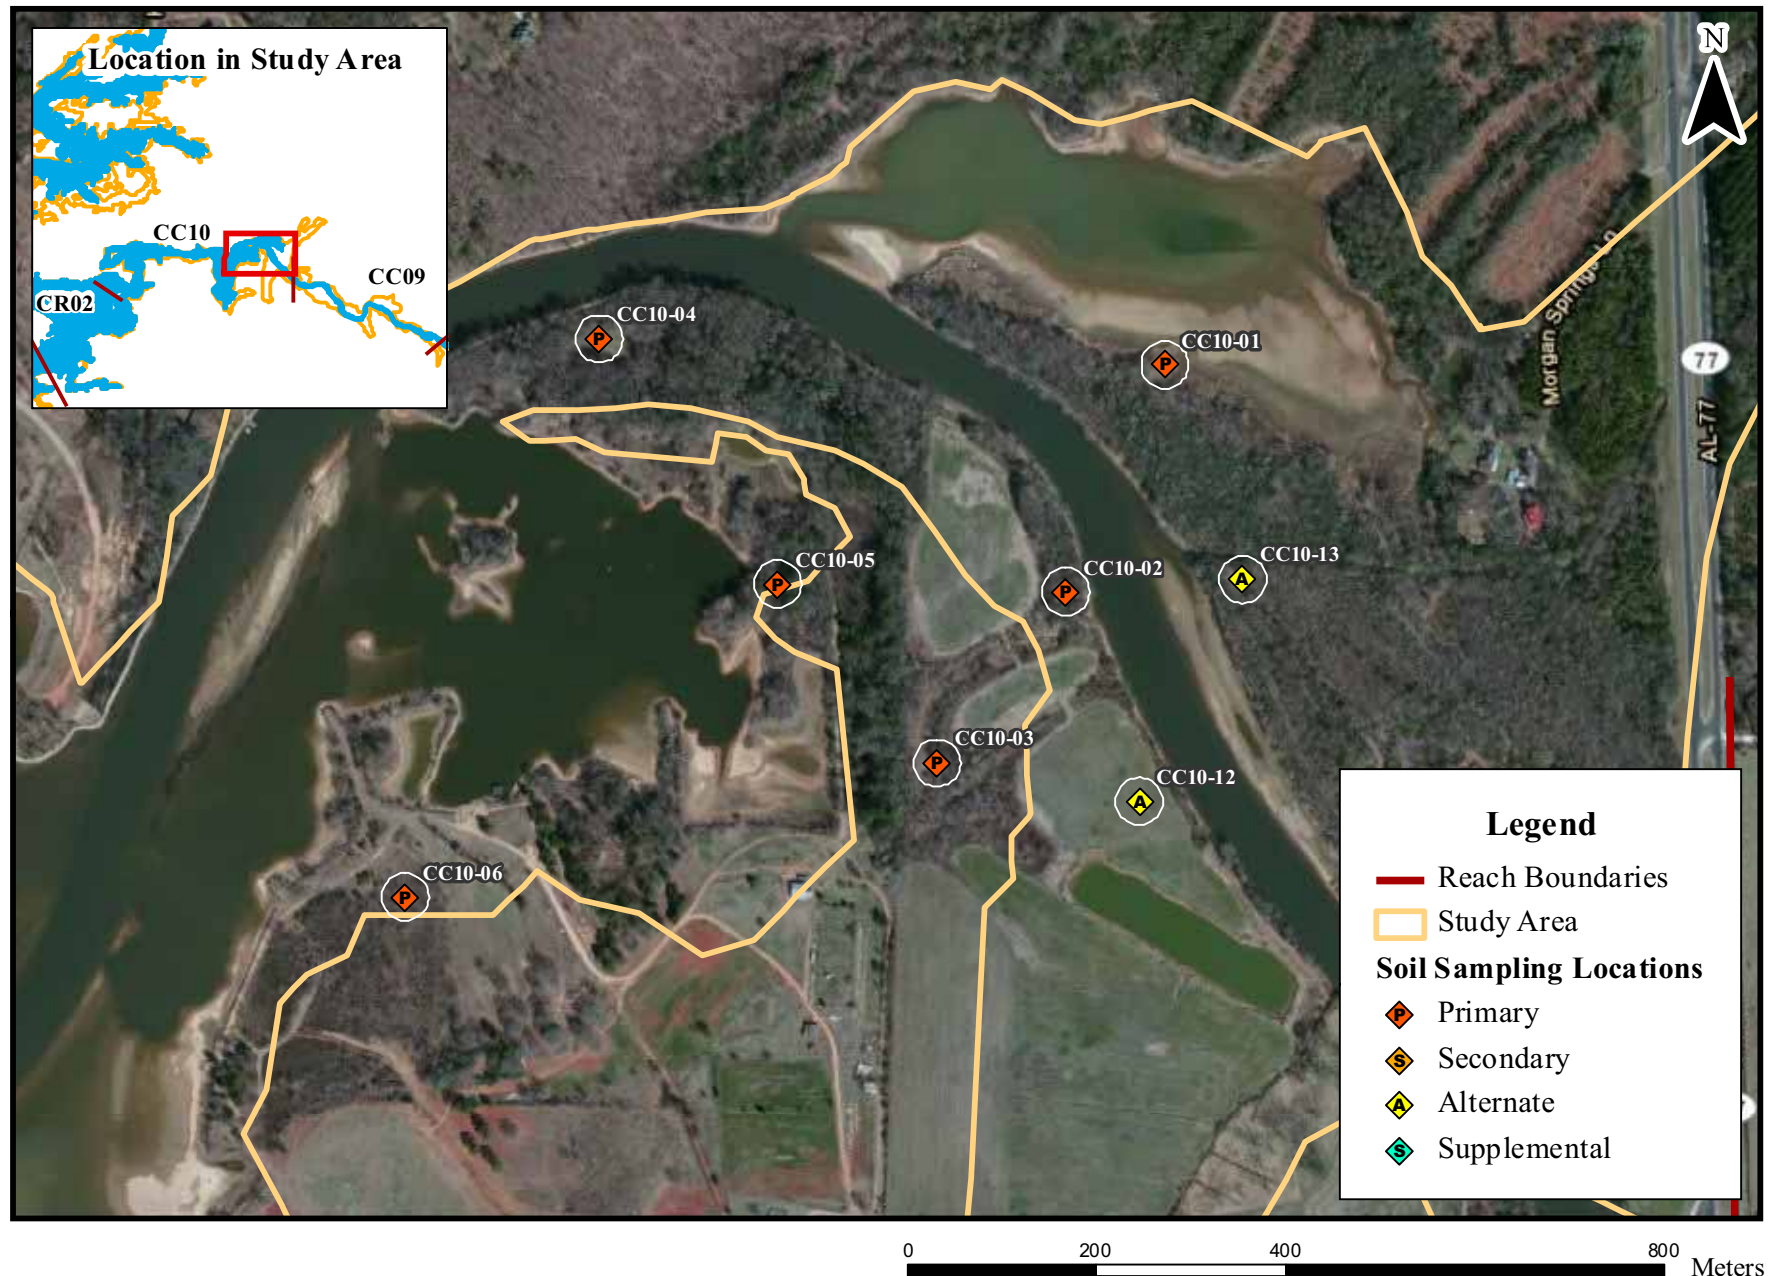 Location in Study Area
CC10
CC09
CR02
N
CC10-04
CC10-01
Morgan Springs Ln
77
AL-77
CC10-05
CC10-02
CC10-13
CC10-03
CC10-12
CC10-06
P
P
P
A
P
P
A
P
Legend
Reach Boundaries
Study Area
Soil Sampling Locations
P Primary
S Secondary
A Alternate
S Supplemental
0 200 400 800
Meters